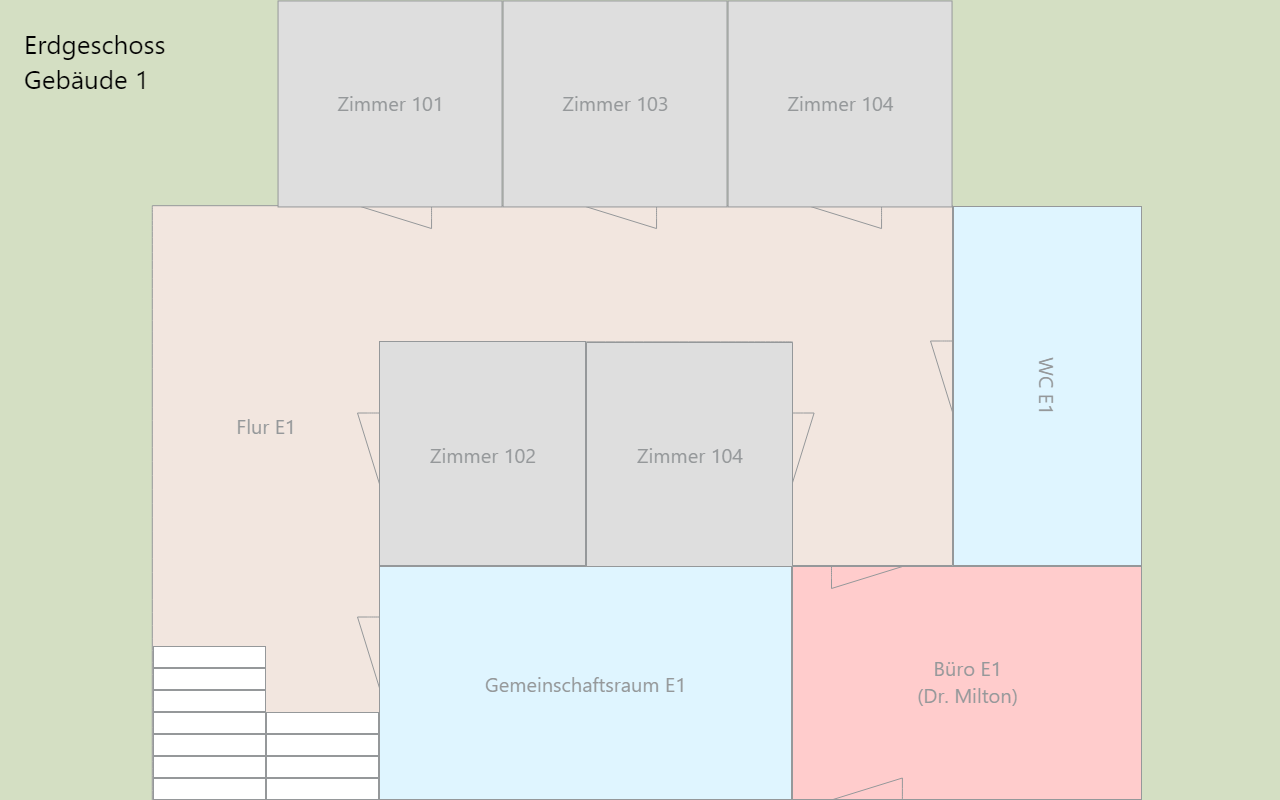 Erdgeschoss
Gebäude 1
Zimmer 101
Zimmer 103
Zimmer 104
WC E1
Flur E1
Zimmer 102
Zimmer 104
Gemeinschaftsraum E1
Büro E1
(Dr. Milton)